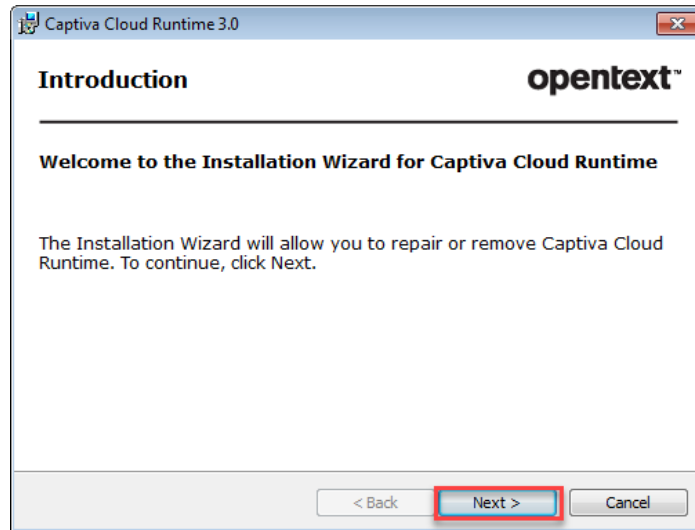 Captiva Cloud Runtime 3.0
Introduction
opentext™
Welcome to the Installation Wizard for Captiva Cloud Runtime
The Installation Wizard will allow you to repair or remove Captiva Cloud
Runtime. To continue, click Next.
< Back
Next >
Cancel